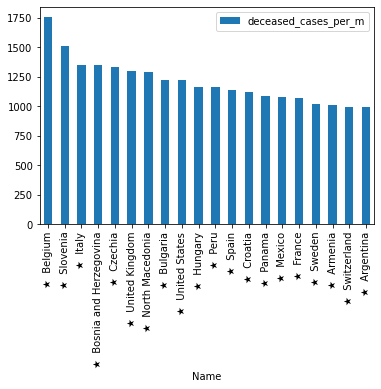 deceased_cases_per_m
1750
1500
1250
1000
750
500
250
0
★ Belgium
★ Slovenia
★ Italy
★ Bosnia and Herzegovina
★ Czechia
★ United Kingdom
★ North Macedonia
★ Bulgaria
★ United States
★ Hungary
★ Peru
★ Spain
★ Croatia
★ Panama
★ Mexico
★ France
★ Sweden
★ Armenia
★ Switzerland
★ Argentina
Name